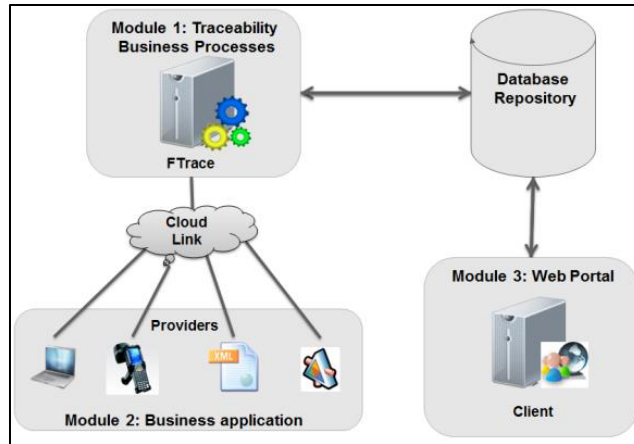 Module 1: Traceability
Business Processes
FTrace
Database
Repository
Cloud
Link
Providers
XML
Module 2: Business application
Module 3: Web Portal
Client